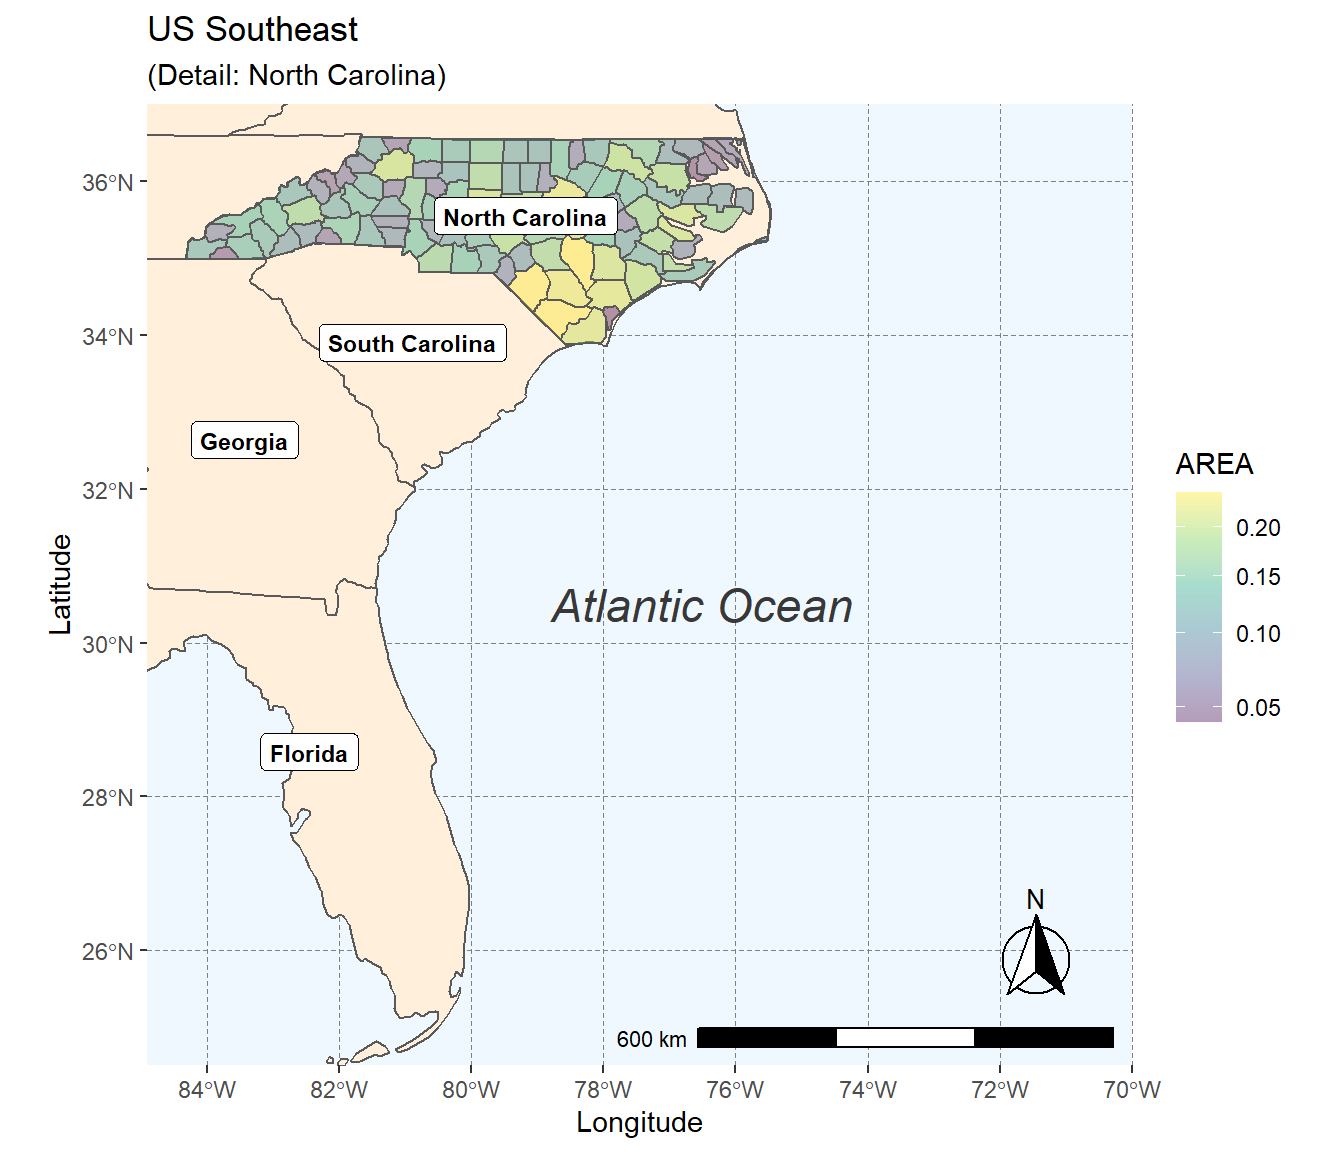 US Southeast
(Detail: North Carolina)
36°N
34°N
32°N
30°N
28°N
26°N
Latitude
North Carolina
South Carolina
Georgia
Florida
Atlantic Ocean
N
600 km
84°W
82°W
80°W
78°W
76°W
74°W
72°W
70°W
Longitude
AREA
0.20
0.15
0.10
0.05